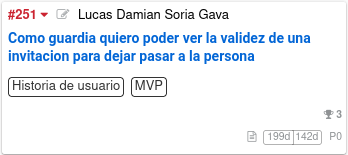 #251 Lucas Damian Soria Gava
Como guardia quiero poder ver la validez de una
invitacion para dejar pasar a la persona
Historia de usuario MVP
3
199d 142d P0